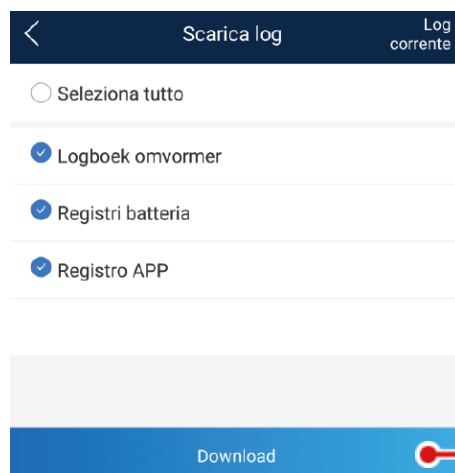 Scarica log
Log
corrente
Seleziona tutto
Logboek omvormer
Registri batteria
Registro APP
Download